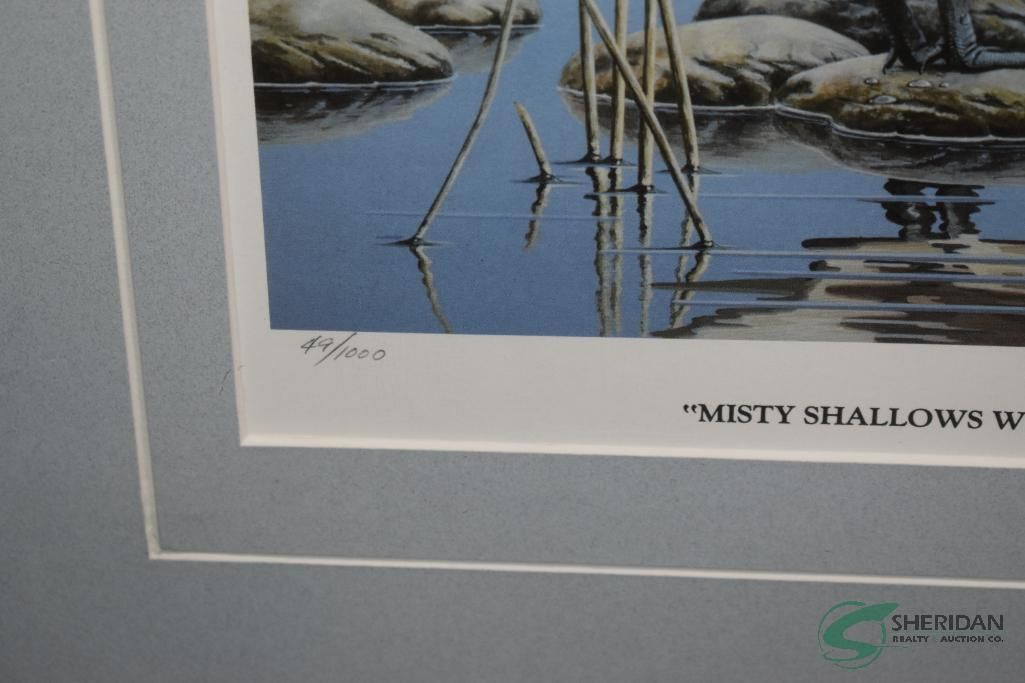 49/1000
"MISTY SHALLOWS W
SHERIDAN
REALTY & AUCTION CO.